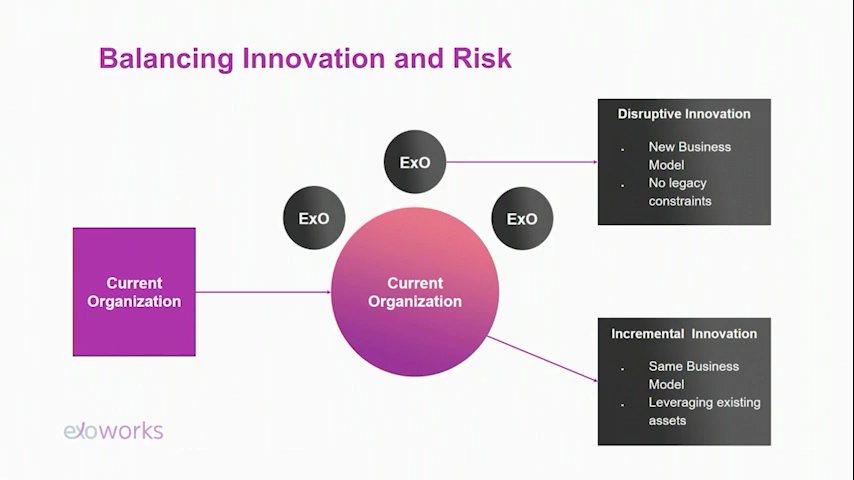 Balancing Innovation and Risk
Disruptive Innovation
. New Business
Model
. No legacy
constraints
ExO
ExO
ExO
Current
Organization
Current
Organization
Incremental Innovation
. Same Business
Model
. Leveraging existing
assets
exoworks